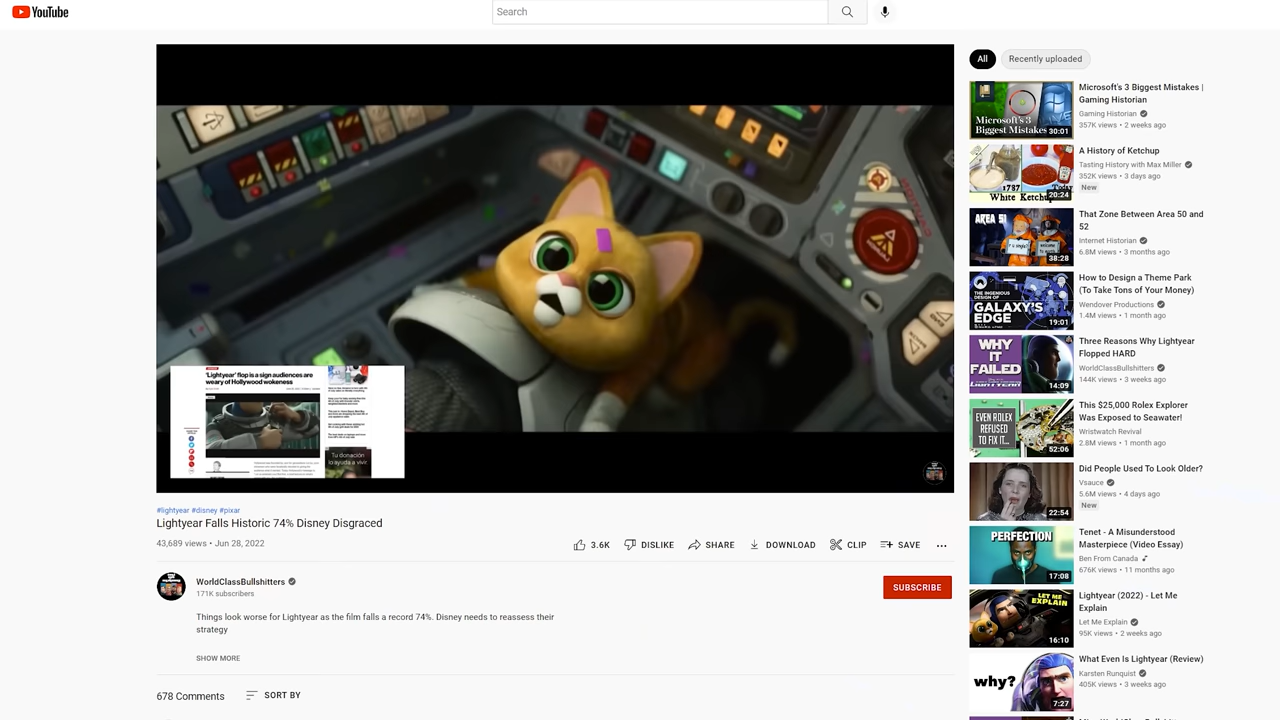 YouTube
Search
'Lightyear' flop is a sign audiences are
weary of Hollywood wokeness
Tu donación
lo ayuda a vivir.
#lightyear #disney #pixar
Lightyear Falls Historic 74% Disney Disgraced
43,689 views • Jun 28, 2022
3.6K
DISLIKE
SHARE
DOWNLOAD
CLIP
SAVE
WorldClassBullshitters
171K subscribers
SUBSCRIBE
Things look worse for Lightyear as the film falls a record 74%. Disney needs to reassess their
strategy
SHOW MORE
678 Comments
SORT BY
All
Recently uploaded
Microsoft's 3
Biggest Mistakes
30:01
Microsoft's 3 Biggest Mistakes |
Gaming Historian
Gaming Historian
357K views • 2 weeks ago
1787
White Ketchup
20:24
A History of Ketchup
Tasting History with Max Miller
352K views • 3 days ago
New
AREA 51
38:28
That Zone Between Area 50 and
52
Internet Historian
6.8M views • 3 months ago
THE INGENIOUS
DESIGN OF
GALAXY'S
EDGE
19:01
How to Design a Theme Park
(To Take Tons of Your Money)
Wendover Productions
1.4M views • 1 month ago
WHY
IT
FAILED
LIGHTYEAR
14:09
Three Reasons Why Lightyear
Flopped HARD
WorldClassBullshitters
144K views • 3 weeks ago
EVEN ROLEX
REFUSED
TO FIX IT...
52:06
This $25,000 Rolex Explorer
Was Exposed to Seawater!
Wristwatch Revival
2.8M views • 1 month ago
22:54
Did People Used To Look Older?
Vsauce
5.6M views • 4 days ago
New
PERFECTION
17:08
Tenet - A Misunderstood
Masterpiece (Video Essay)
Ben From Canada
676K views • 11 months ago
LET ME
EXPLAIN
16:10
Lightyear (2022) - Let Me
Explain
Let Me Explain
95K views • 2 weeks ago
why?
7:27
What Even Is Lightyear (Review)
Karsten Runquist
405K views • 3 weeks ago